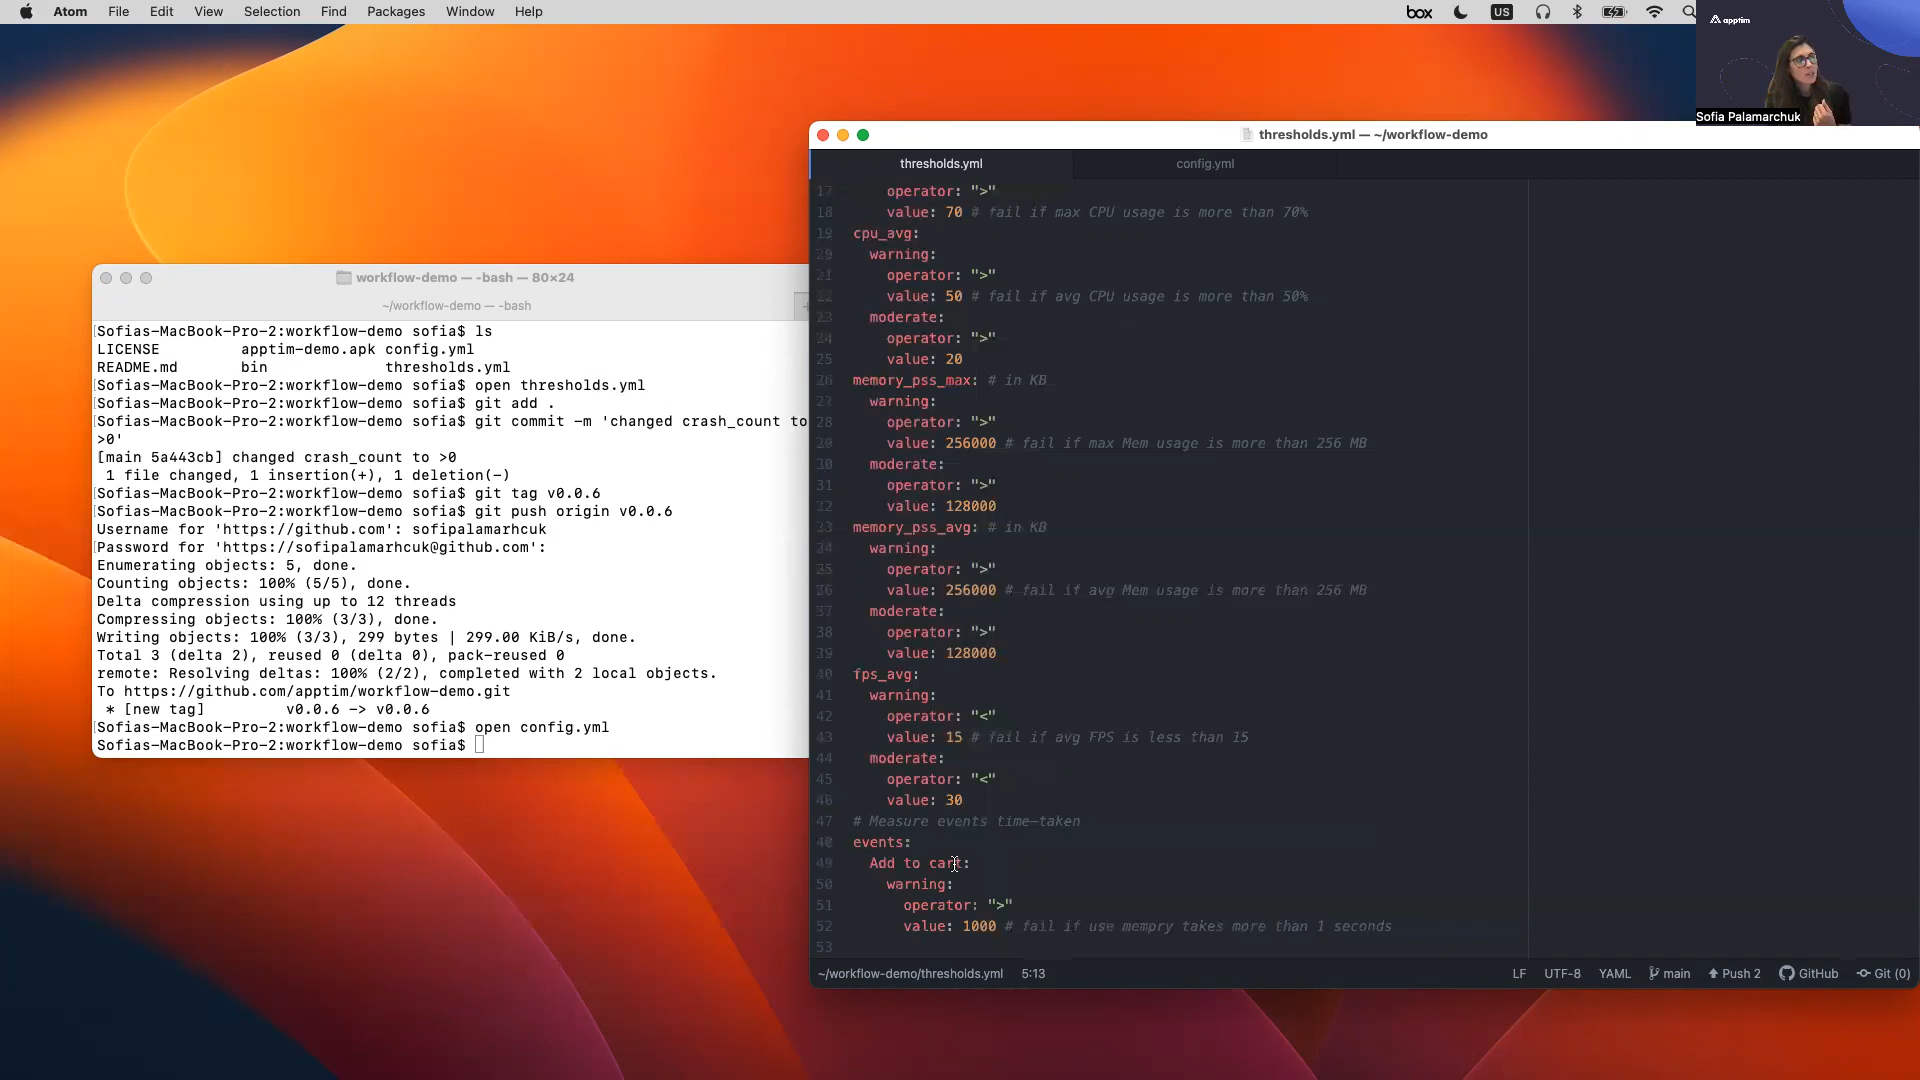 Atom File Edit View Selection Find Packages Window Help
box US
apptim
Sofia Palamarchuk
workflow-demo — -bash — 80×24
~/workflow-demo — -bash
Sofias-MacBook-Pro-2:workflow-demo sofia$ ls
LICENSE apptim-demo.apk config.yml
README.md bin thresholds.yml
Sofias-MacBook-Pro-2:workflow-demo sofia$ open thresholds.yml
Sofias-MacBook-Pro-2:workflow-demo sofia$ git add .
Sofias-MacBook-Pro-2:workflow-demo sofia$ git commit -m 'changed crash_count to
>0'
[main 5a443cb] changed crash_count to >0
1 file changed, 1 insertion(+), 1 deletion(-)
Sofias-MacBook-Pro-2:workflow-demo sofia$ git tag v0.0.6
Sofias-MacBook-Pro-2:workflow-demo sofia$ git push origin v0.0.6
Username for 'https://github.com': sofipalamarhcuk
Password for 'https://sofipalamarhcuk@github.com':
Enumerating objects: 5, done.
Counting objects: 100% (5/5), done.
Delta compression using up to 12 threads
Compressing objects: 100% (3/3), done.
Writing objects: 100% (3/3), 299 bytes | 299.00 KiB/s, done.
Total 3 (delta 2), reused 0 (delta 0), pack-reused 0
remote: Resolving deltas: 100% (2/2), completed with 2 local objects.
To https://github.com/apptim/workflow-demo.git
* [new tag] v0.0.6 -> v0.0.6
Sofias-MacBook-Pro-2:workflow-demo sofia$ open config.yml
Sofias-MacBook-Pro-2:workflow-demo sofia$
thresholds.yml — ~/workflow-demo
thresholds.yml config.yml
17 operator: ">"
18 value: 70 # fail if max CPU usage is more than 70%
19 cpu_avg:
20 warning:
21 operator: ">"
22 value: 50 # fail if avg CPU usage is more than 50%
23 moderate:
24 operator: ">"
25 value: 20
26 memory_pss_max: # in KB
27 warning:
28 operator: ">"
29 value: 256000 # fail if max Mem usage is more than 256 MB
30 moderate:
31 operator: ">"
32 value: 128000
33 memory_pss_avg: # in KB
34 warning:
35 operator: ">"
36 value: 256000 # fail if avg Mem usage is more than 256 MB
37 moderate:
38 operator: ">"
39 value: 128000
40 fps_avg:
41 warning:
42 operator: "<"
43 value: 15 # fail if avg FPS is less than 15
44 moderate:
45 operator: "<"
46 value: 30
47 # Measure events time-taken
48 events:
49 Add to cart:
50 warning:
51 operator: ">"
52 value: 1000 # fail if use mempry takes more than 1 seconds
53
~/workflow-demo/thresholds.yml 5:13 LF UTF-8 YAML main Push 2 GitHub Git (0)